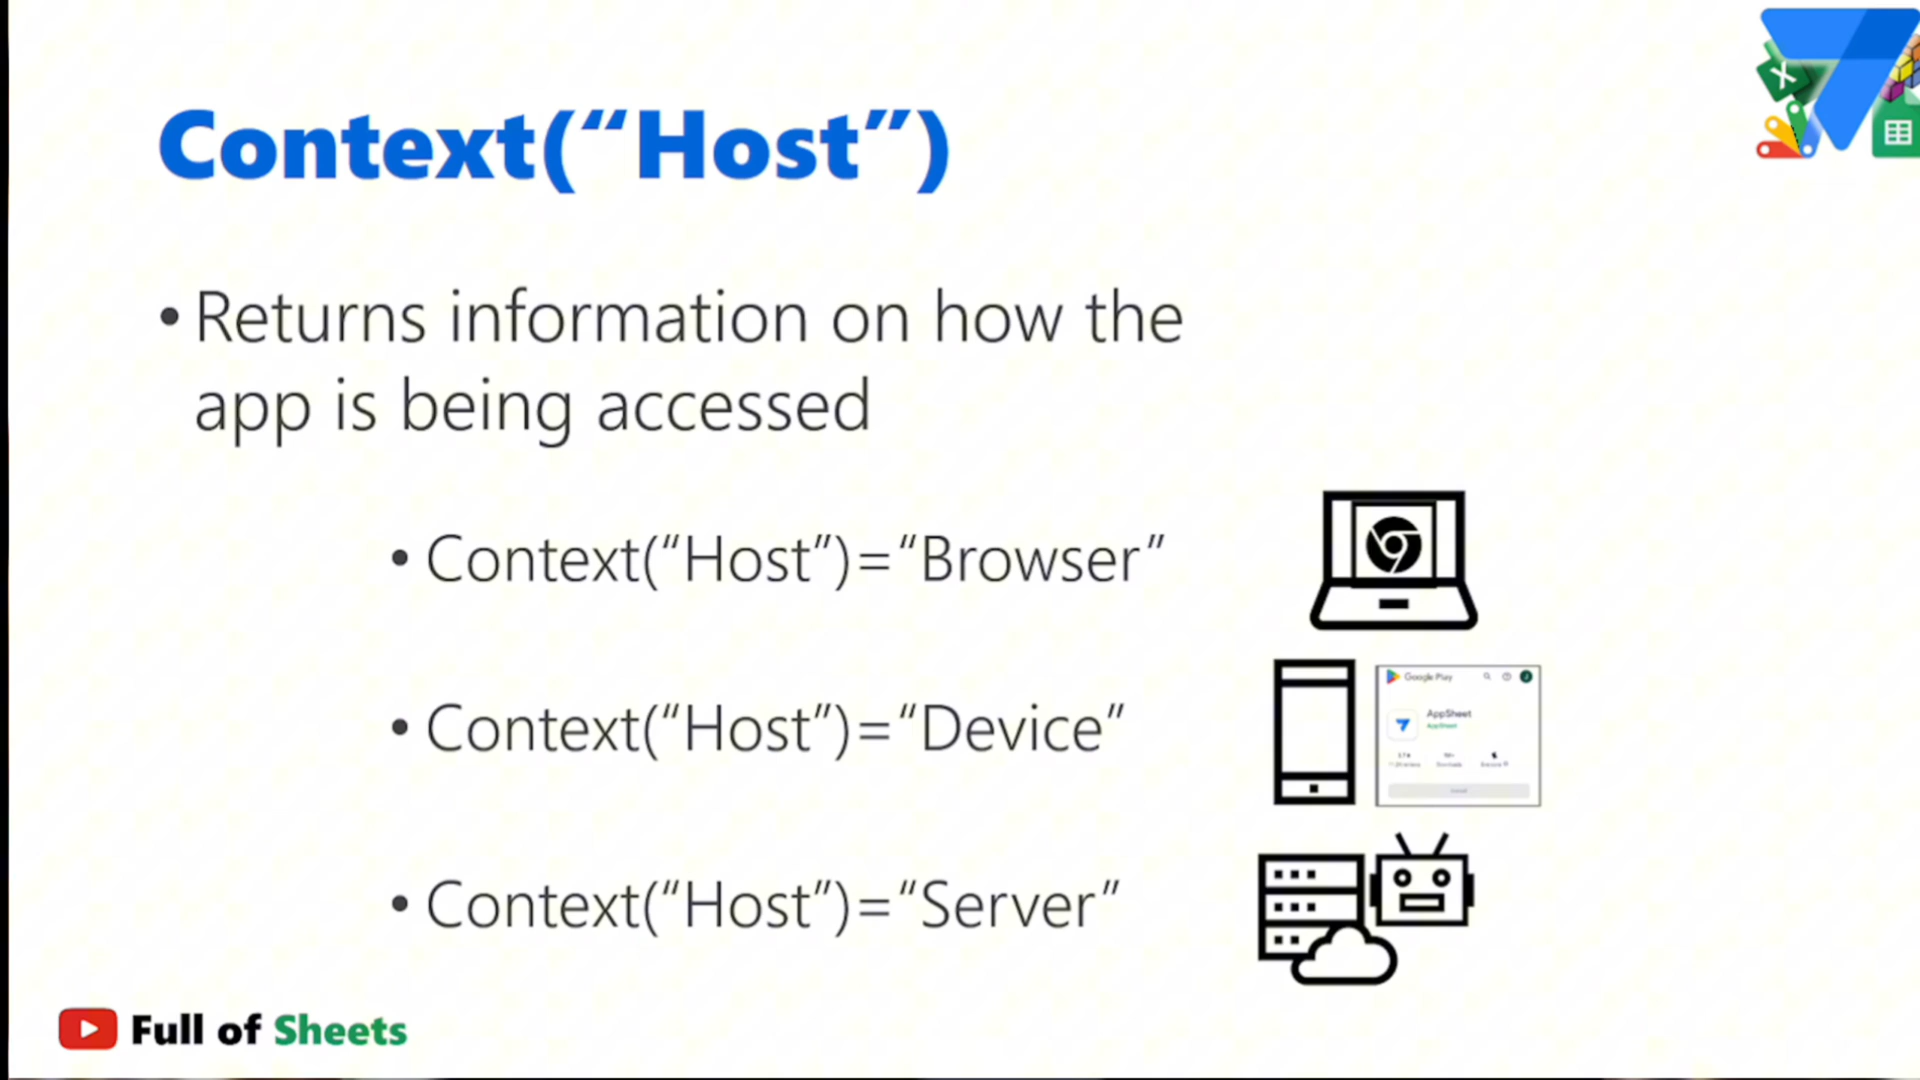 Context(“Host”)
• Returns information on how the
app is being accessed
• Context(“Host”)=“Browser”
• Context(“Host”)=“Device”
Google Play
AppSheet
AppSheet
• Context(“Host”)=“Server”
Full of Sheets